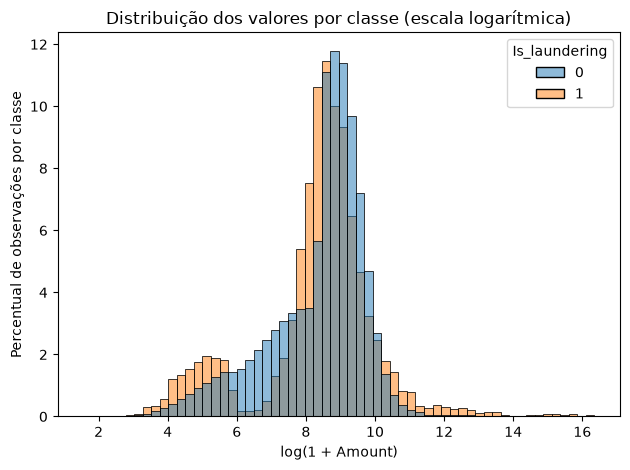 Distribuição dos valores por classe (escala logarítmica)
Is_laundering
0
1
Percentual de observações por classe
12
10
8
6
4
2
0
2 4 6 8 10 12 14 16
log(1 + Amount)